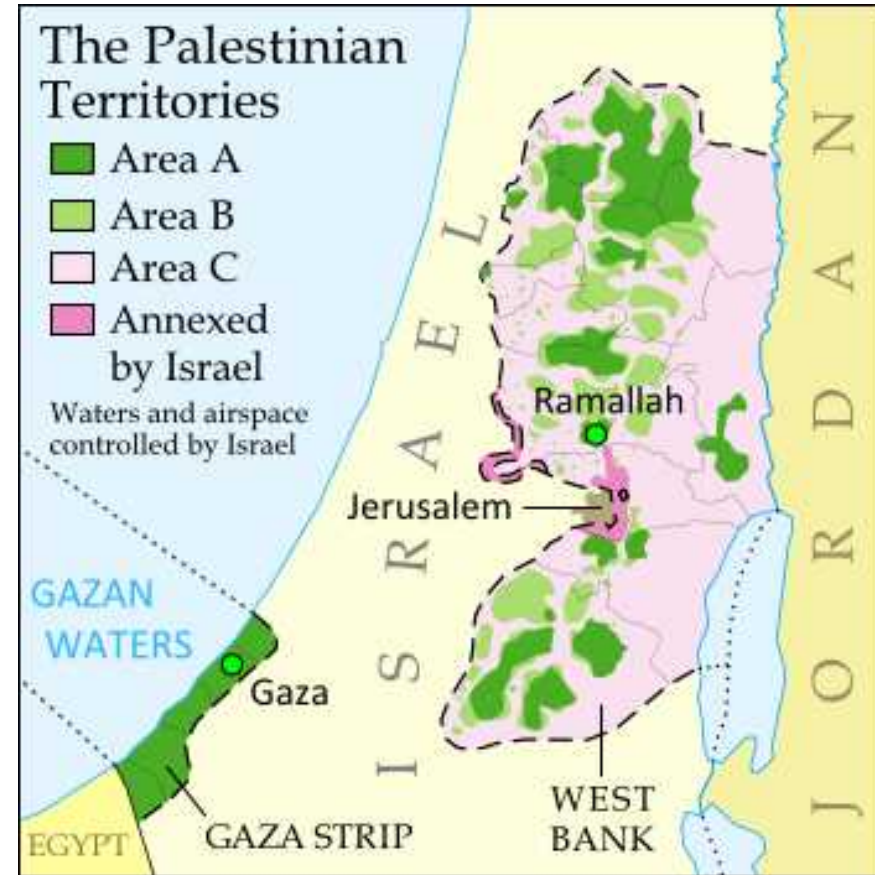 The Palestinian
Territories
Area A
Area B
Area C
Annexed
by Israel
Waters and airspace
controlled by Israel
ISRAEL
JORDAN
Ramallah
Jerusalem
GAZAN
WATERS
Gaza
GAZA STRIP
WEST
BANK
EGYPT